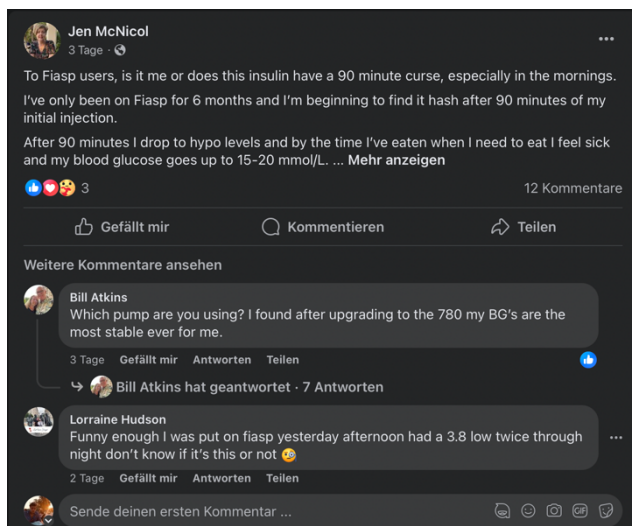 Jen McNicol
3 Tage ·
To Fiasp users, is it me or does this insulin have a 90 minute curse, especially in the mornings.
I've only been on Fiasp for 6 months and I'm beginning to find it hash after 90 minutes of my
initial injection.
After 90 minutes I drop to hypo levels and by the time I've eaten when I need to eat I feel sick
and my blood glucose goes up to 15-20 mmol/L. ... Mehr anzeigen
3
12 Kommentare
Gefällt mir
Kommentieren
Teilen
Weitere Kommentare ansehen
Bill Atkins
Which pump are you using? I found after upgrading to the 780 my BG's are the
most stable ever for me.
3 Tage Gefällt mir Antworten Teilen
Bill Atkins hat geantwortet · 7 Antworten
Lorraine Hudson
Funny enough I was put on fiasp yesterday afternoon had a 3.8 low twice through
night don't know if it's this or not 🧐
2 Tage Gefällt mir Antworten Teilen
Sende deinen ersten Kommentar ...
GIF